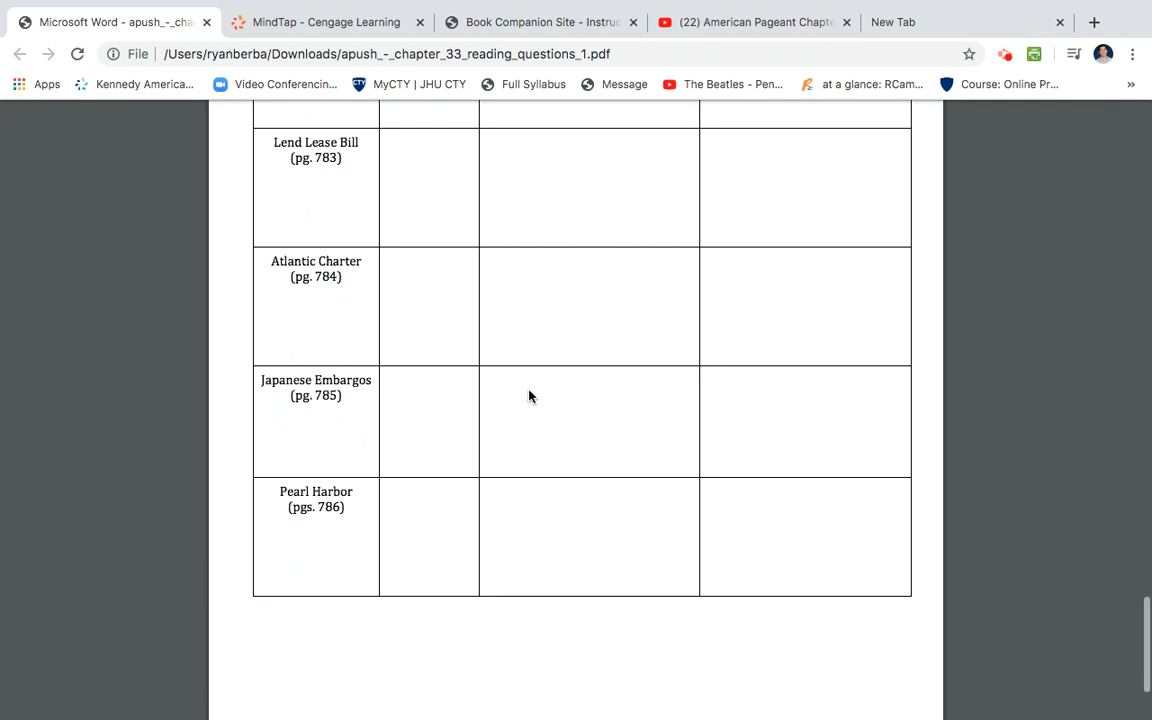 Microsoft Word - apush_-_cha
MindTap - Cengage Learning
Book Companion Site - Instruc
(22) American Pageant Chapte
New Tab
File
/Users/ryanberba/Downloads/apush_-_chapter_33_reading_questions_1.pdf
Apps
Kennedy America...
Video Conferencin...
MyCTY | JHU CTY
Full Syllabus
Message
The Beatles - Pen...
at a glance: RCam...
Course: Online Pr...
»
Lend Lease Bill
(pg. 783)
Atlantic Charter
(pg. 784)
Japanese Embargos
(pg. 785)
Pearl Harbor
(pgs. 786)